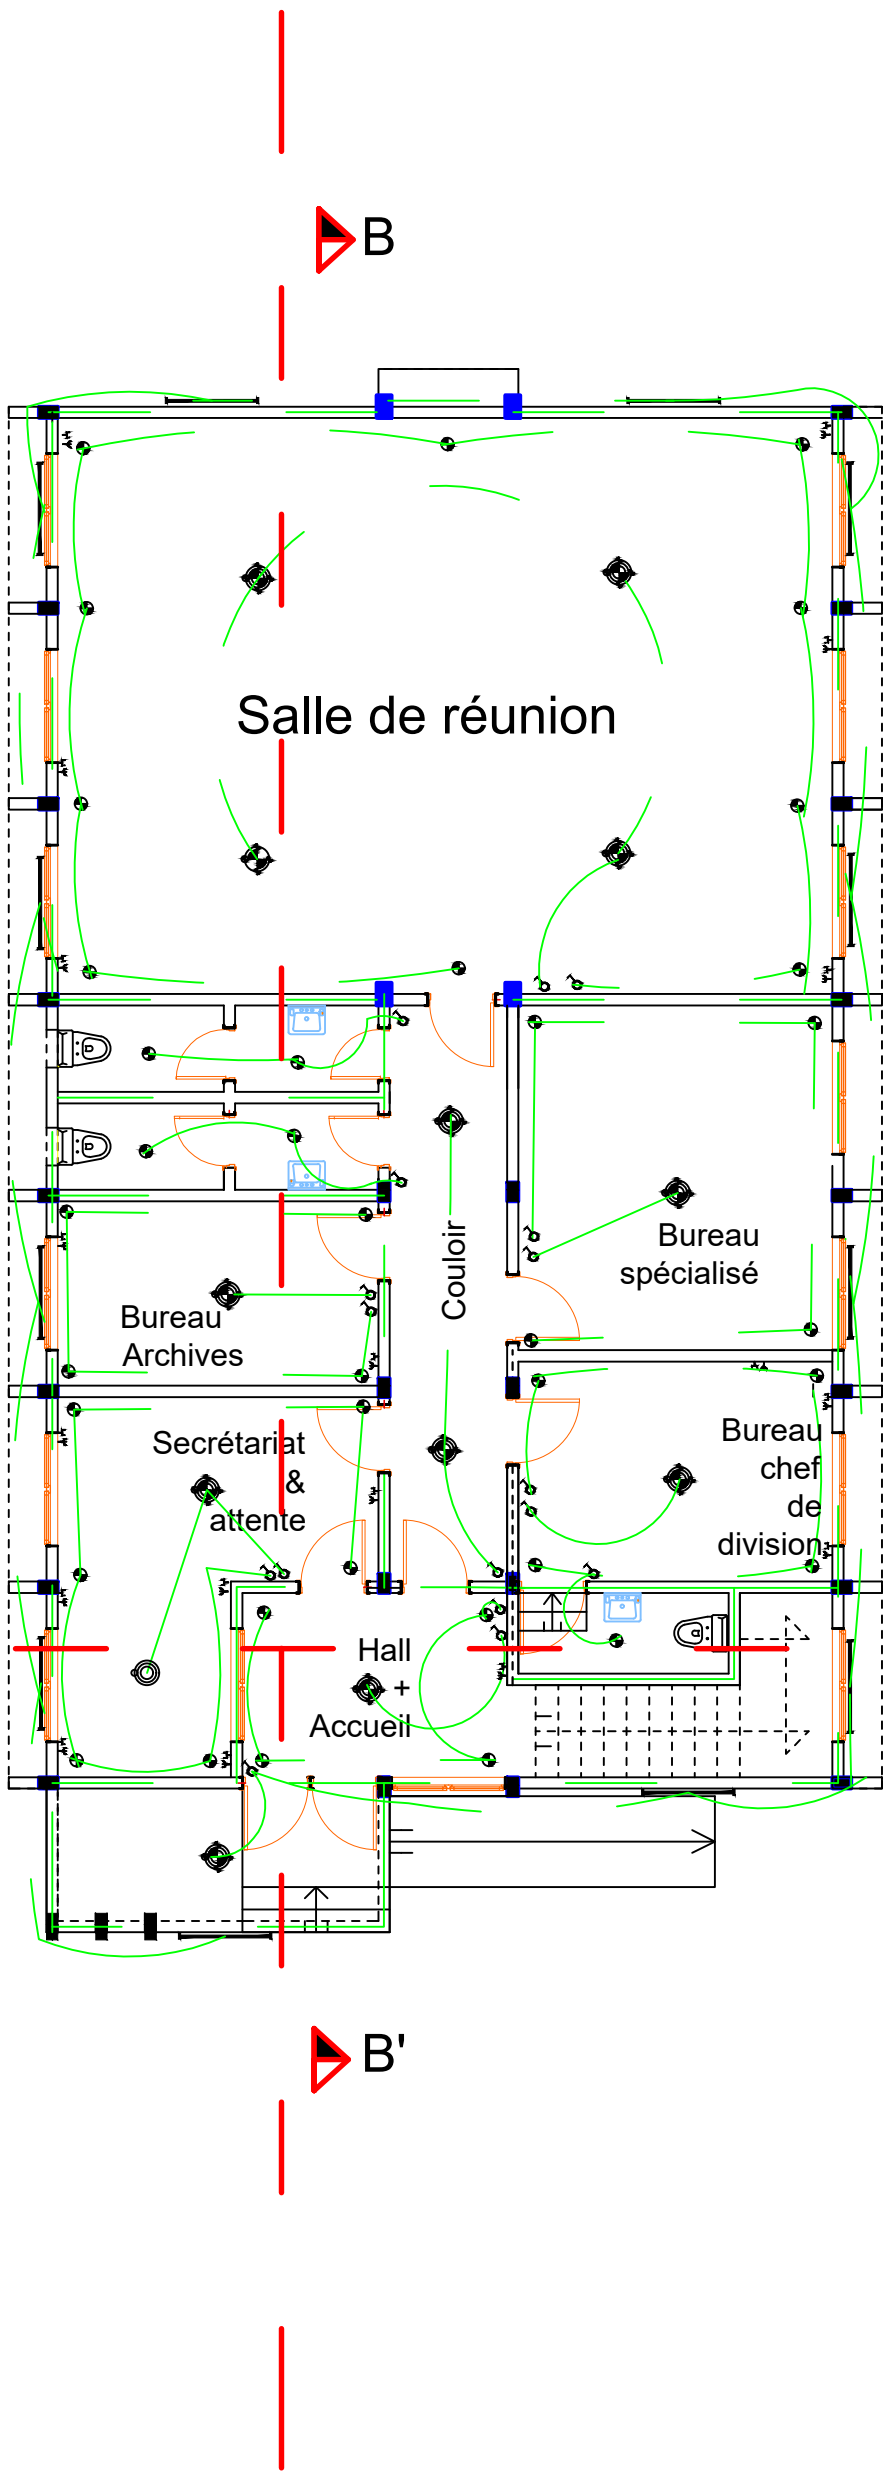 B
Salle de réunion
Couloir
Bureau
spécialisé
Bureau
Archives
Secrétariat
&
attente
Bureau
chef
de
division
Hall
+
Accueil
B'